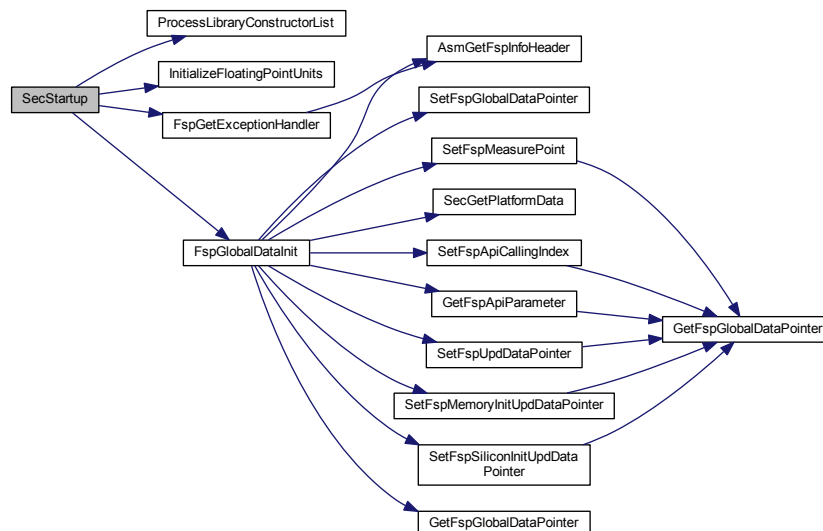 ProcessLibraryConstructorList
InitializeFloatingPointUnits
SecStartup
FspGetExceptionHandler
FspGlobalDataInit
AsmGetFspInfoHeader
SetFspGlobalDataPointer
SetFspMeasurePoint
SecGetPlatformData
SetFspApiCallingIndex
GetFspApiParameter
SetFspUpdDataPointer
SetFspMemoryInitUpdDataPointer
SetFspSiliconInitUpdData
Pointer
GetFspGlobalDataPointer
GetFspGlobalDataPointer